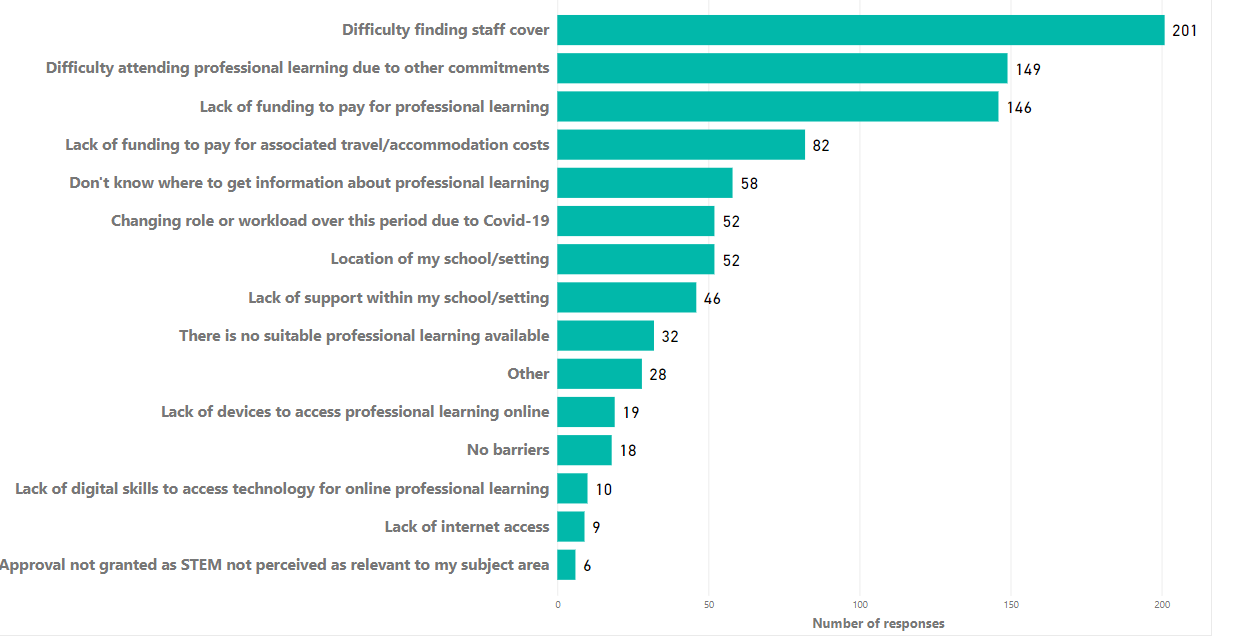 Difficulty finding staff cover 201
Difficulty attending professional learning due to other commitments 149
Lack of funding to pay for professional learning 146
Lack of funding to pay for associated travel/accommodation costs 82
Don't know where to get information about professional learning 58
Changing role or workload over this period due to Covid-19 52
Location of my school/setting 52
Lack of support within my school/setting 46
There is no suitable professional learning available 32
Other 28
Lack of devices to access professional learning online 19
No barriers 18
Lack of digital skills to access technology for online professional learning 10
Lack of internet access 9
Approval not granted as STEM not perceived as relevant to my subject area 6
0 50 100 150 200
Number of responses